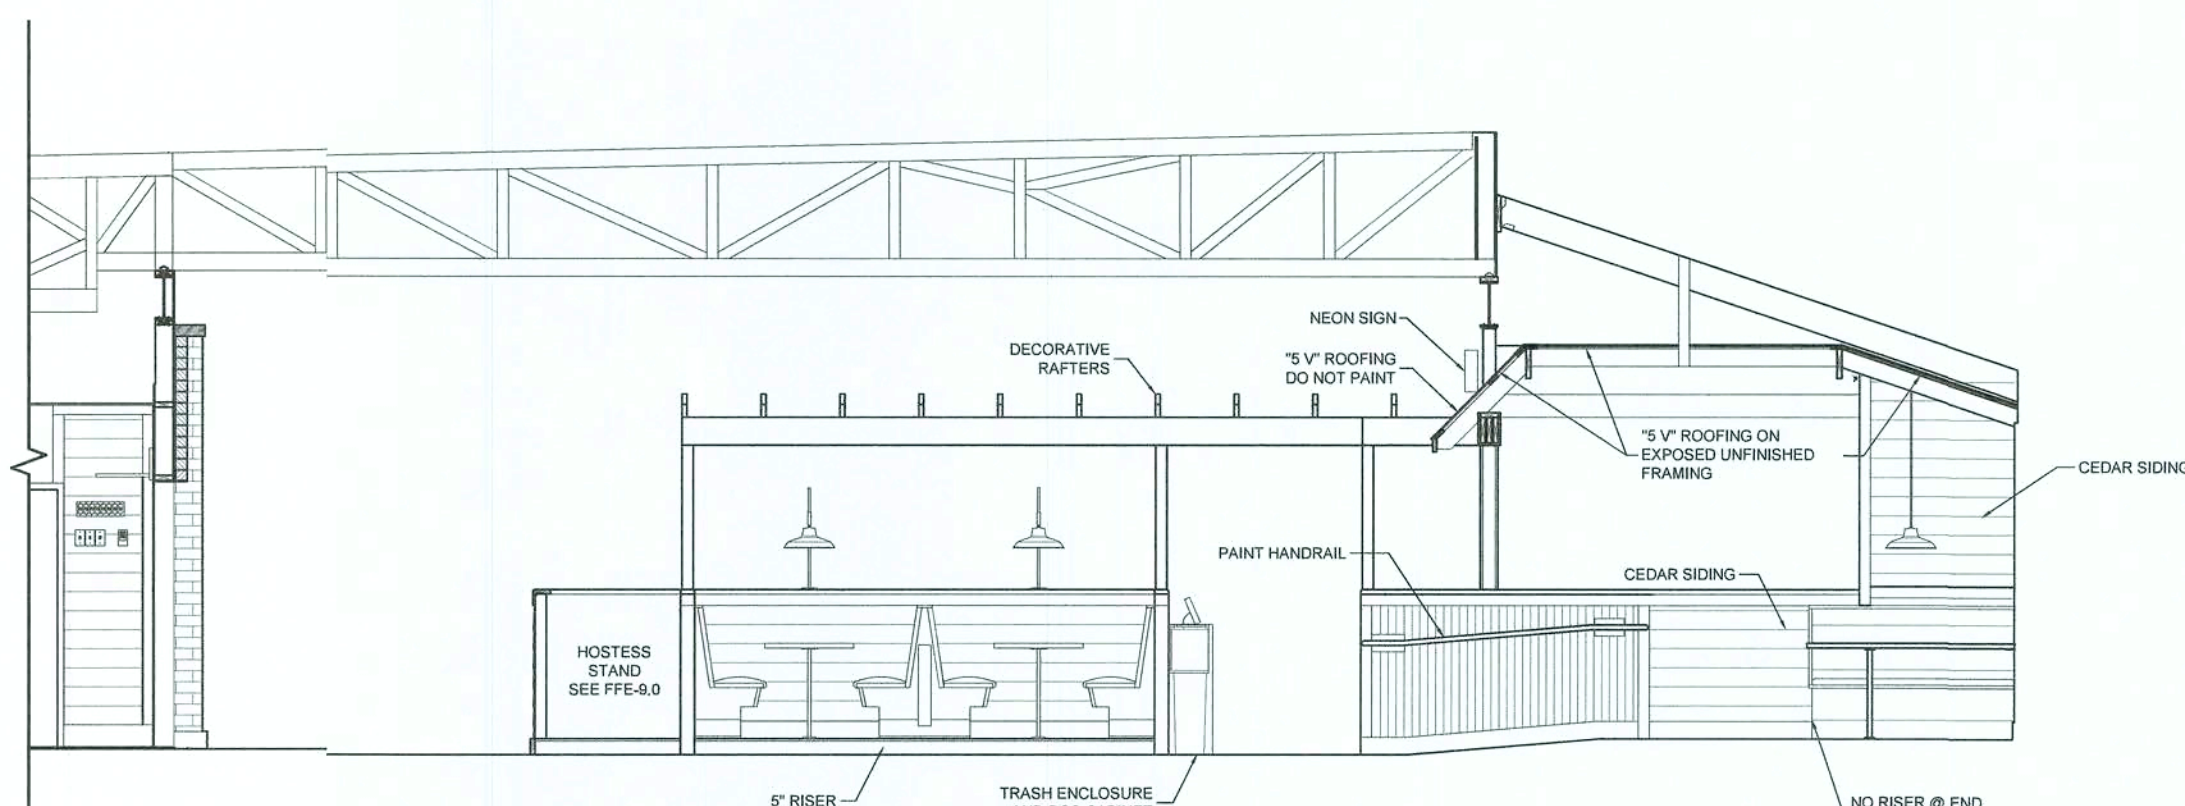 NEON SIGN
DECORATIVE
RAFTERS
"5 V" ROOFING
DO NOT PAINT
"5 V" ROOFING ON
EXPOSED UNFINISHED
FRAMING
CEDAR SIDING
PAINT HANDRAIL
CEDAR SIDING
HOSTESS
STAND
SEE FFE-9.0
5" RISER
TRASH ENCLOSURE
NO RISER @ END